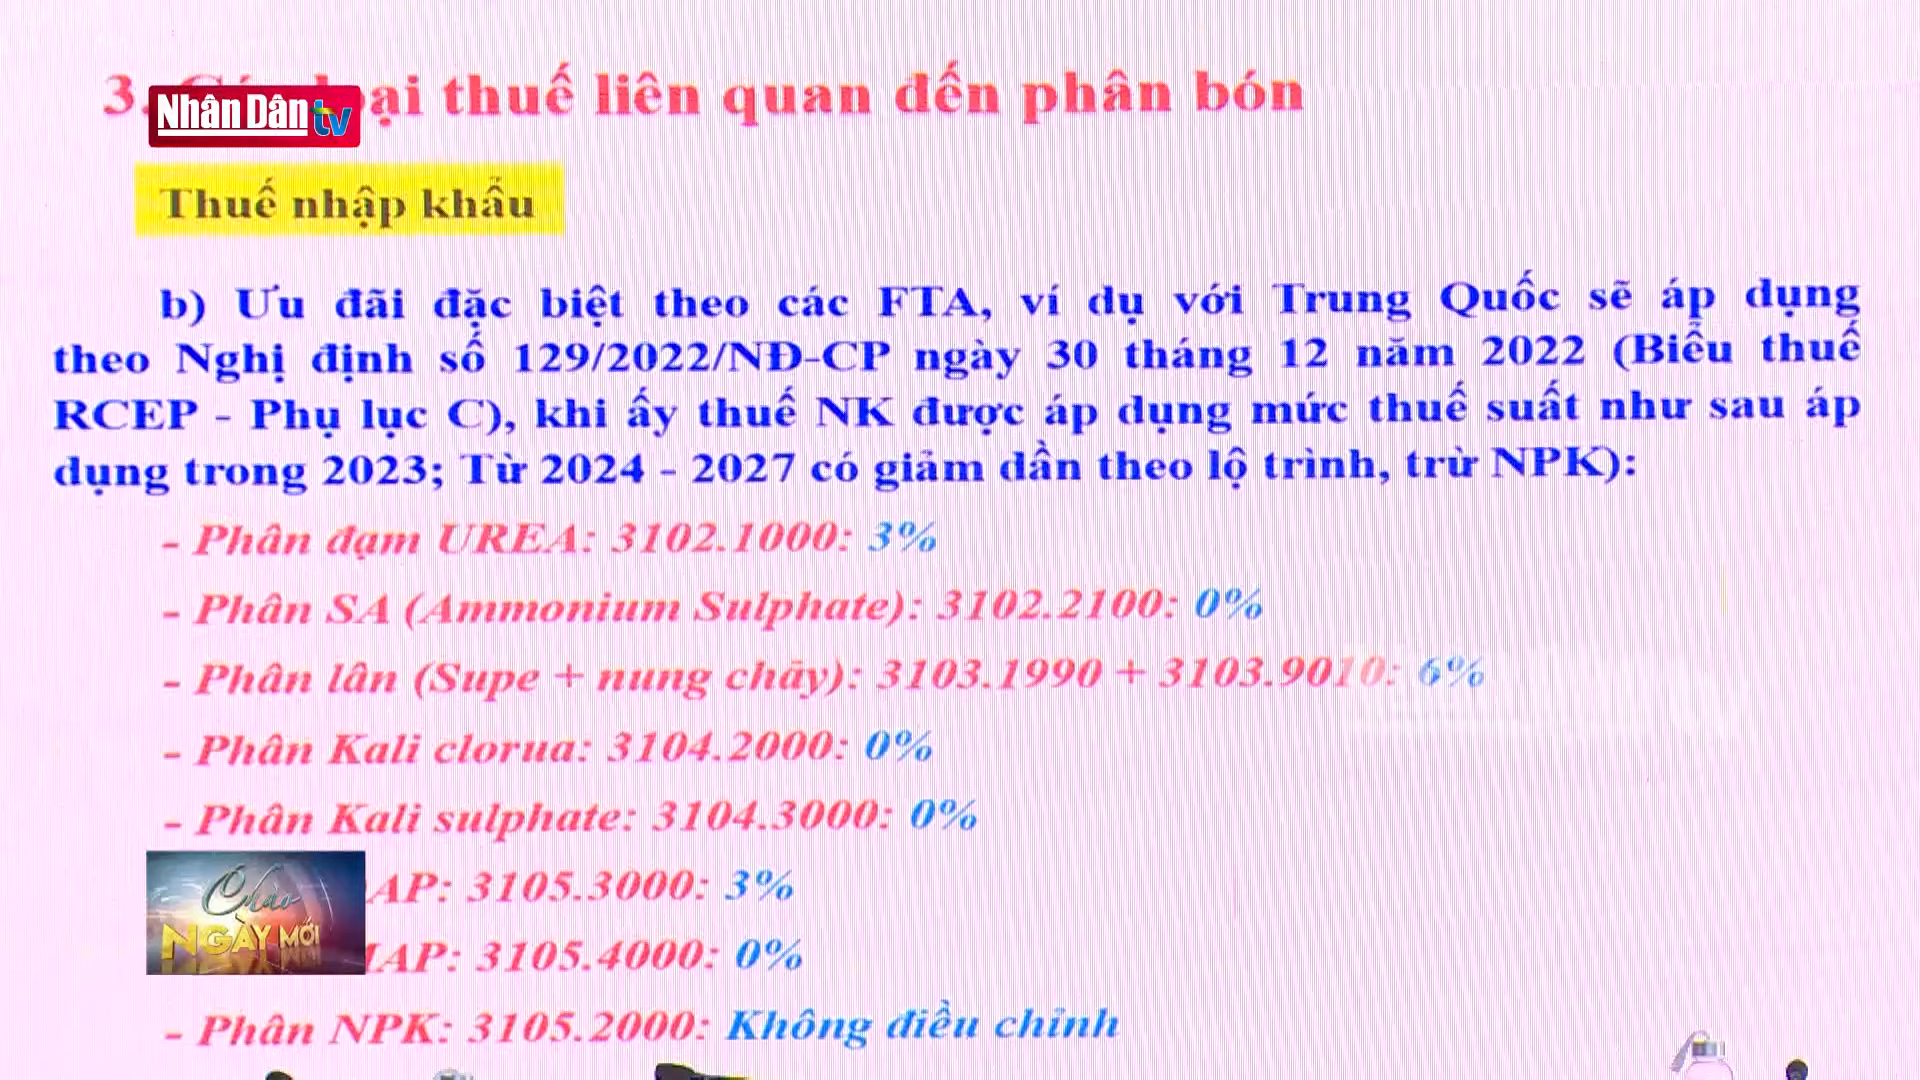 3. loại thuế liên quan đến phân bón
Nhân Dân tv
Thuế nhập khẩu
b) Ưu đãi đặc biệt theo các FTA, ví dụ với Trung Quốc sẽ áp dụng
theo Nghị định số 129/2022/NĐ-CP ngày 30 tháng 12 năm 2022 (Biểu thuế
RCEP - Phụ lục C), khi ấy thuế NK được áp dụng mức thuế suất như sau áp
dụng trong 2023; Từ 2024 - 2027 có giảm dần theo lộ trình, trừ NPK):
- Phân đạm UREA: 3102.1000: 3%
- Phân SA (Ammonium Sulphate): 3102.2100: 0%
- Phân lân (Supe + nung chảy): 3103.1990 + 3103.9010: 6%
- Phân Kali clorua: 3104.2000: 0%
- Phân Kali sulphate: 3104.3000: 0%
AP: 3105.3000: 3%
Chào
NGÀY MỚI
AP: 3105.4000: 0%
- Phân NPK: 3105.2000: Không điều chỉnh